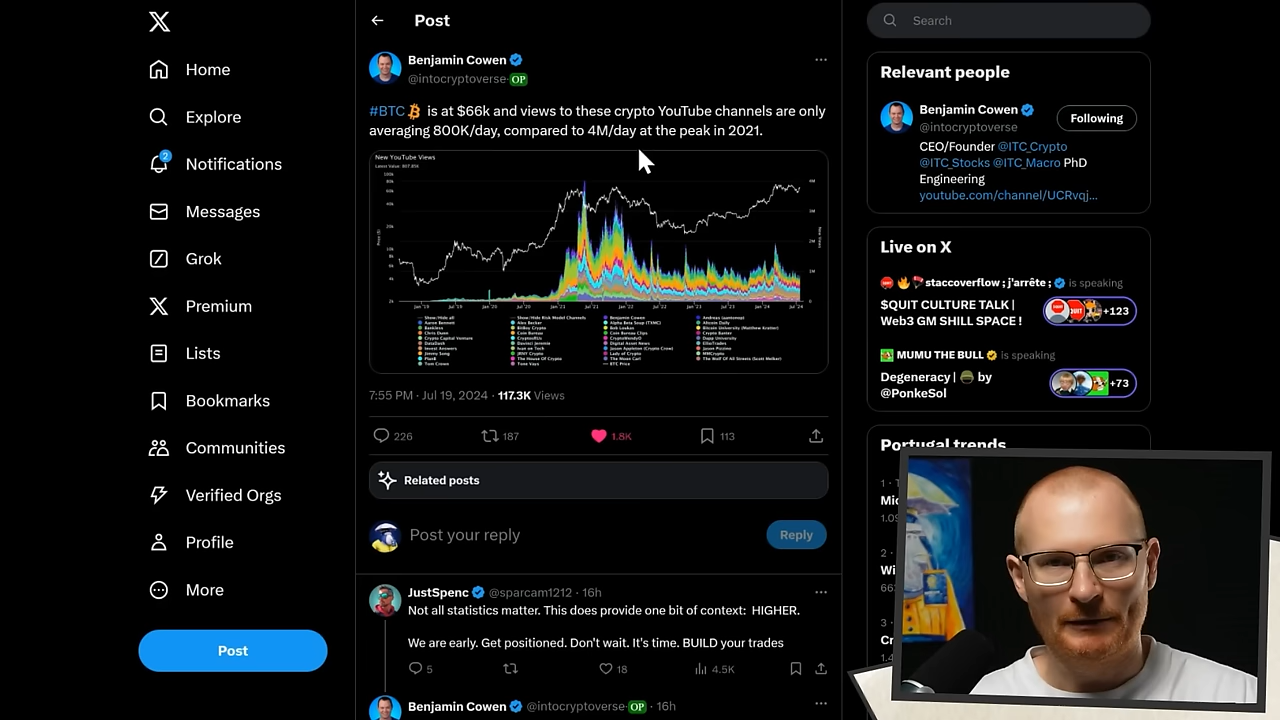 Home
Explore
2
Notifications
Messages
Grok
Premium
Lists
Bookmarks
Communities
Verified Orgs
Profile
More
Post
Post
Benjamin Cowen
@intocryptoverse OP
#BTC is at $66k and views to these crypto YouTube channels are only
averaging 800K/day, compared to 4M/day at the peak in 2021.
New YouTube Views
7:55 PM · Jul 19, 2024 · 117.3K Views
226 187 1.8K 113
Related posts
Post your reply
Reply
JustSpenc @sparcam1212 · 16h
Not all statistics matter. This does provide one bit of context: HIGHER.
We are early. Get positioned. Don't wait. It's time. BUILD your trades
5 18 4.5K
Benjamin Cowen @intocryptoverse OP · 16h
Search
Relevant people
Benjamin Cowen
@intocryptoverse
Following
CEO/Founder @ITC_Crypto
@ITC_Stocks @ITC_Macro PhD
Engineering
youtube.com/channel/UCRvqj...
Live on X
staccoverflow ; j'arrête ; is speaking
$QUIT CULTURE TALK |
Web3 GM SHILL SPACE !
+123
MUMU THE BULL is speaking
Degeneracy | by
@PonkeSol
+73
Portugal trends